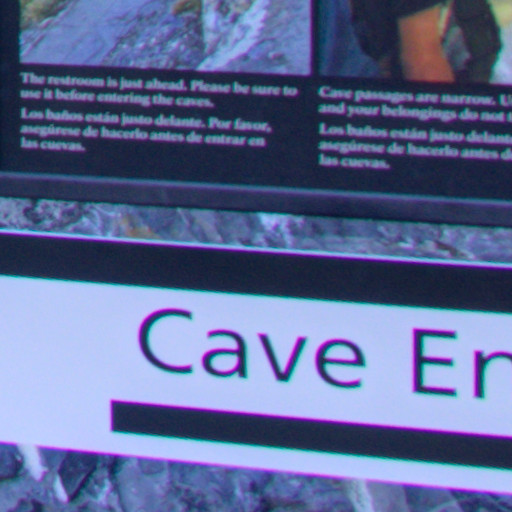 The restroom is just ahead. Please be sure to
use it before entering the caves.
Los baños están justo delante. Por favor,
asegúrese de hacerlo antes de entrar en
las cuevas.
Cave passages are narrow. U
and your belongings do not t
Los baños están justo delant
asegúrese de hacerlo antes d
las cuevas.
Cave En